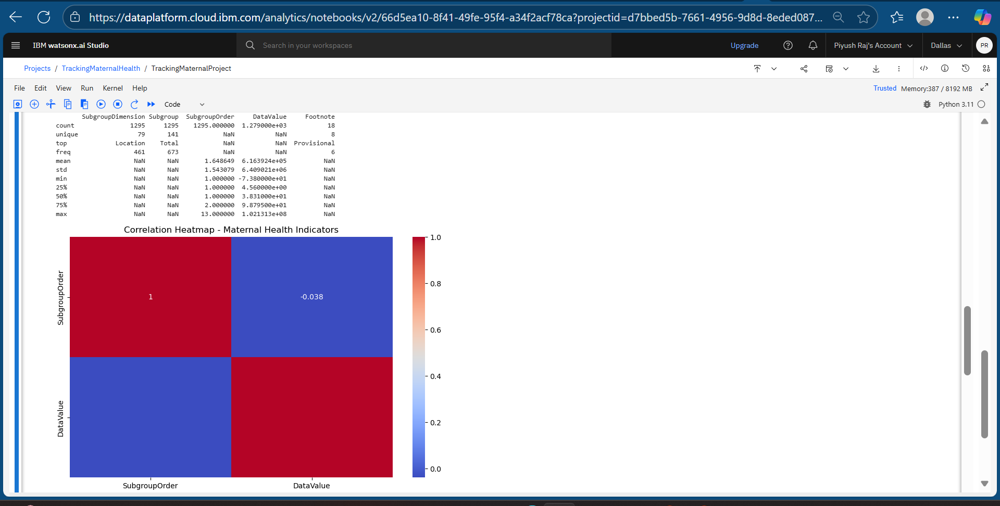 https://dataplatform.cloud.ibm.com/analytics/notebooks/v2/66d5ea10-8f41-49fe-95f4-a34f2acf78ca?projectid=d7bbed5b-7661-4956-9d8d-8eded087...
IBM watsonx.ai Studio
Search in your workspaces
Upgrade
Piyush Raj's Account
Dallas
PR
Projects / TrackingMaternalHealth / TrackingMaternalProject
File Edit View Run Kernel Help
Trusted Memory:387 / 8192 MB
Code
Python 3.11
SubgroupDimension Subgroup SubgroupOrder DataValue Footnote
count 1295 1295 1295.000000 1.279000e+03 18
unique 79 141 NaN NaN 8
top Location Total NaN NaN Provisional
freq 461 673 NaN NaN 6
mean NaN NaN 1.648649 6.163924e+05 NaN
std NaN NaN 1.543079 6.409021e+06 NaN
min NaN NaN 1.000000 -7.380000e+01 NaN
25% NaN NaN 1.000000 4.560000e+00 NaN
50% NaN NaN 1.000000 3.831000e+01 NaN
75% NaN NaN 2.000000 9.879500e+01 NaN
max NaN NaN 13.000000 1.021313e+08 NaN
Correlation Heatmap - Maternal Health Indicators
SubgroupOrder
1
-0.038
DataValue
SubgroupOrder
DataValue
1.0
0.8
0.6
0.4
0.2
0.0